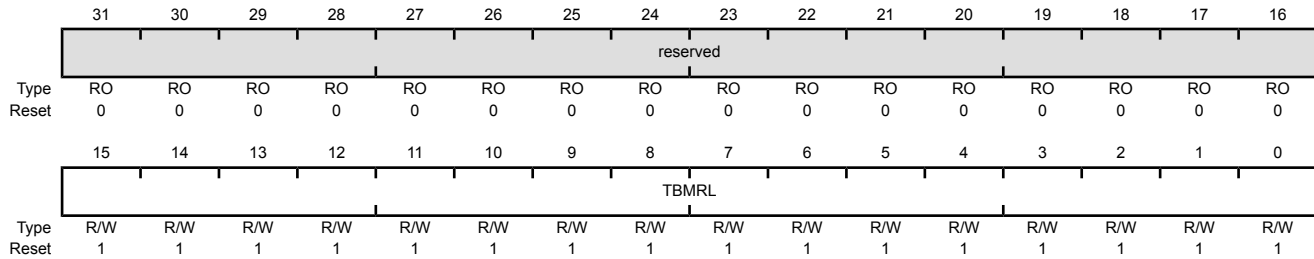 31 30 29 28 27 26 25 24 23 22 21 20 19 18 17 16
reserved
Type RO RO RO RO RO RO RO RO RO RO RO RO RO RO RO RO
Reset 0 0 0 0 0 0 0 0 0 0 0 0 0 0 0 0
15 14 13 12 11 10 9 8 7 6 5 4 3 2 1 0
TBMRL
Type R/W R/W R/W R/W R/W R/W R/W R/W R/W R/W R/W R/W R/W R/W R/W R/W
Reset 1 1 1 1 1 1 1 1 1 1 1 1 1 1 1 1